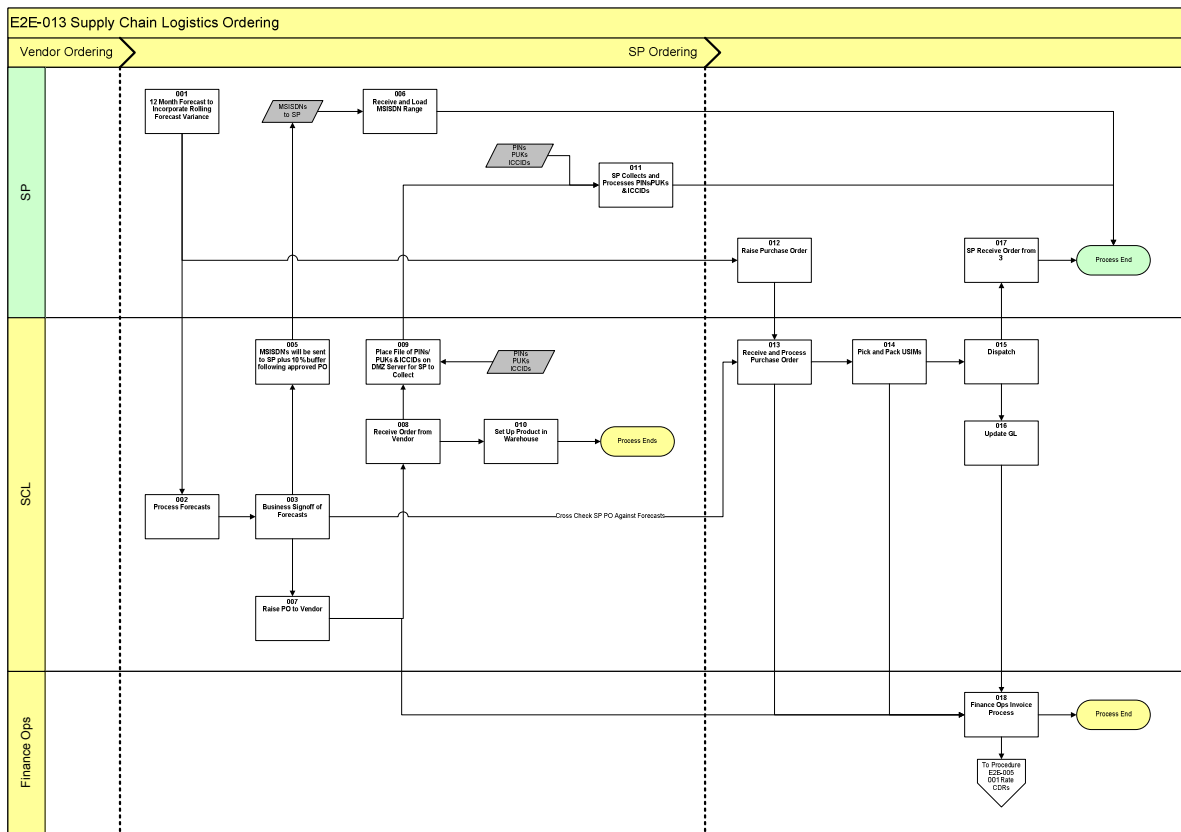 E2E-013 Supply Chain Logistics Ordering
Vendor Ordering
SP Ordering
SP
001
12 Month Forecast to
Incorporate Rolling
Forecast Variance
MSISDNs
to SP
006
Receive and Load
MSISDN Range
PINs
PUKs
ICCIDs
011
SP Collects and
Processes PINs/PUKs
& ICCIDs
012
Raise Purchase Order
017
SP Receive Order from
3
Process End
SCL
005
MSISDNs will be sent
to SP plus 10% buffer
following approved PO
009
Place File of PINs/
PUKs & ICCIDs on
DMZ Server for SP to
Collect
PINs
PUKs
ICCIDs
013
Receive and Process
Purchase Order
014
Pick and Pack USIMs
015
Dispatch
008
Receive Order from
Vendor
010
Set Up Product in
Warehouse
Process Ends
016
Update GL
002
Process Forecasts
003
Business Signoff of
Forecasts
Cross Check SP PO Against Forecasts
007
Raise PO to Vendor
Finance Ops
018
Finance Ops Invoice
Process
Process End
To Procedure
E2E-005
001 Rate
CDRs